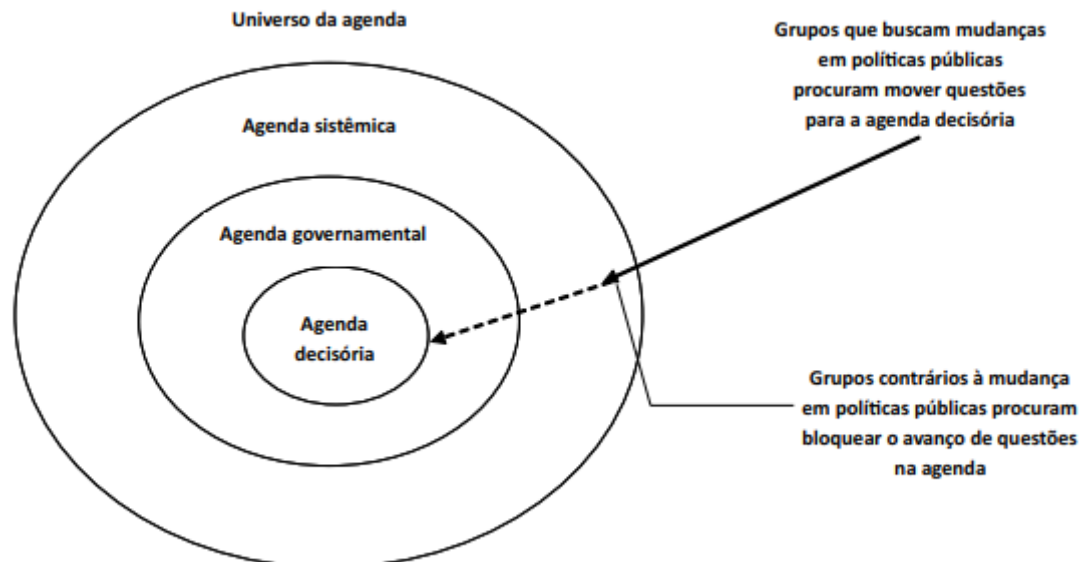 Universo da agenda
Grupos que buscam mudanças
em políticas públicas
procuram mover questões
para a agenda decisória
Agenda sistêmica
Agenda governamental
Agenda
decisória
Grupos contrários à mudança
em políticas públicas procuram
bloquear o avanço de questões
na agenda